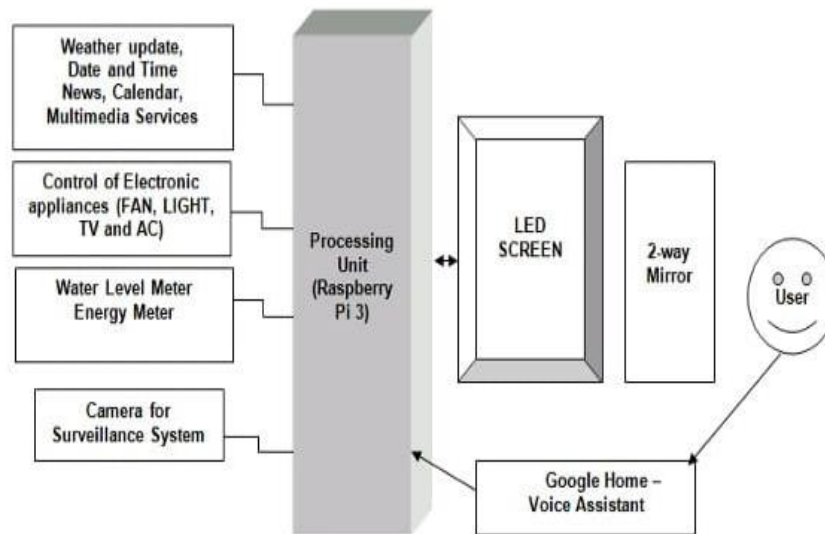 Weather update,
Date and Time
News, Calendar,
Multimedia Services
Control of Electronic
appliances (FAN, LIGHT,
TV and AC)
Water Level Meter
Energy Meter
Camera for
Surveillance System
Processing
Unit
(Raspberry
Pi 3)
LED
SCREEN
2-way
Mirror
User
Google Home –
Voice Assistant